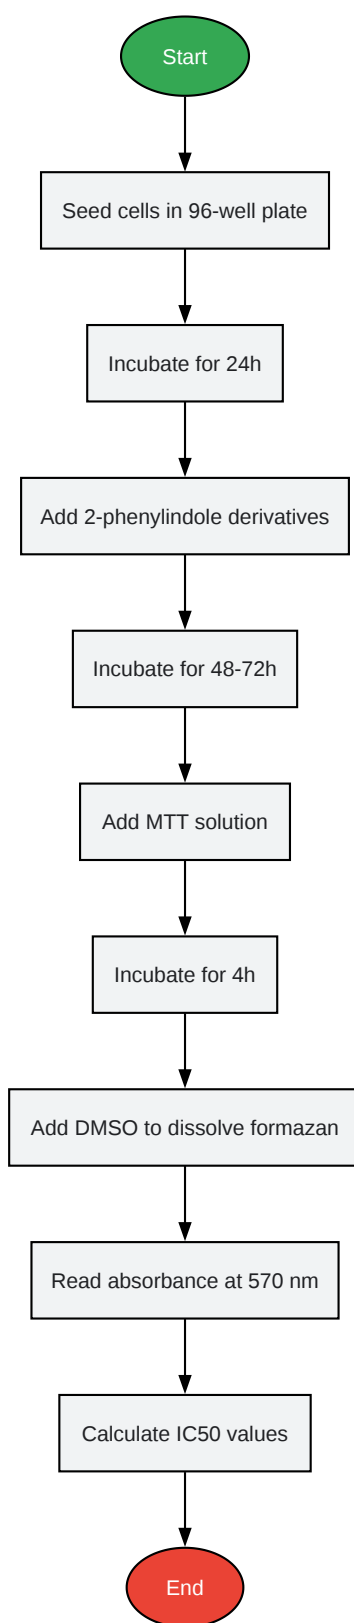 Start
Seed cells in 96-well plate
Incubate for 24h
Add 2-phenylindole derivatives
Incubate for 48-72h
Add MTT solution
Incubate for 4h
Add DMSO to dissolve formazan
Read absorbance at 570 nm
Calculate IC50 values
End